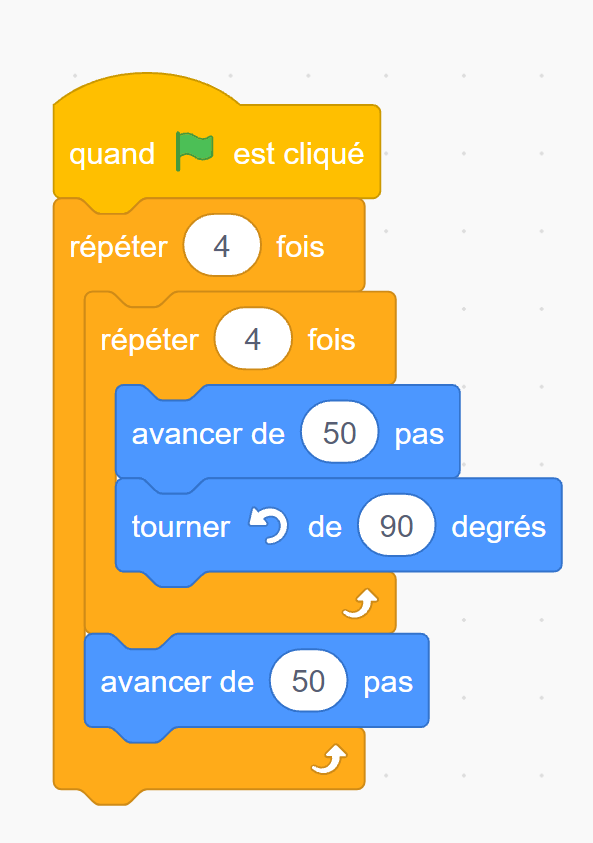 quand est cliqué
répéter 4 fois
répéter 4 fois
avancer de 50 pas
tourner de 90 degrés
avancer de 50 pas